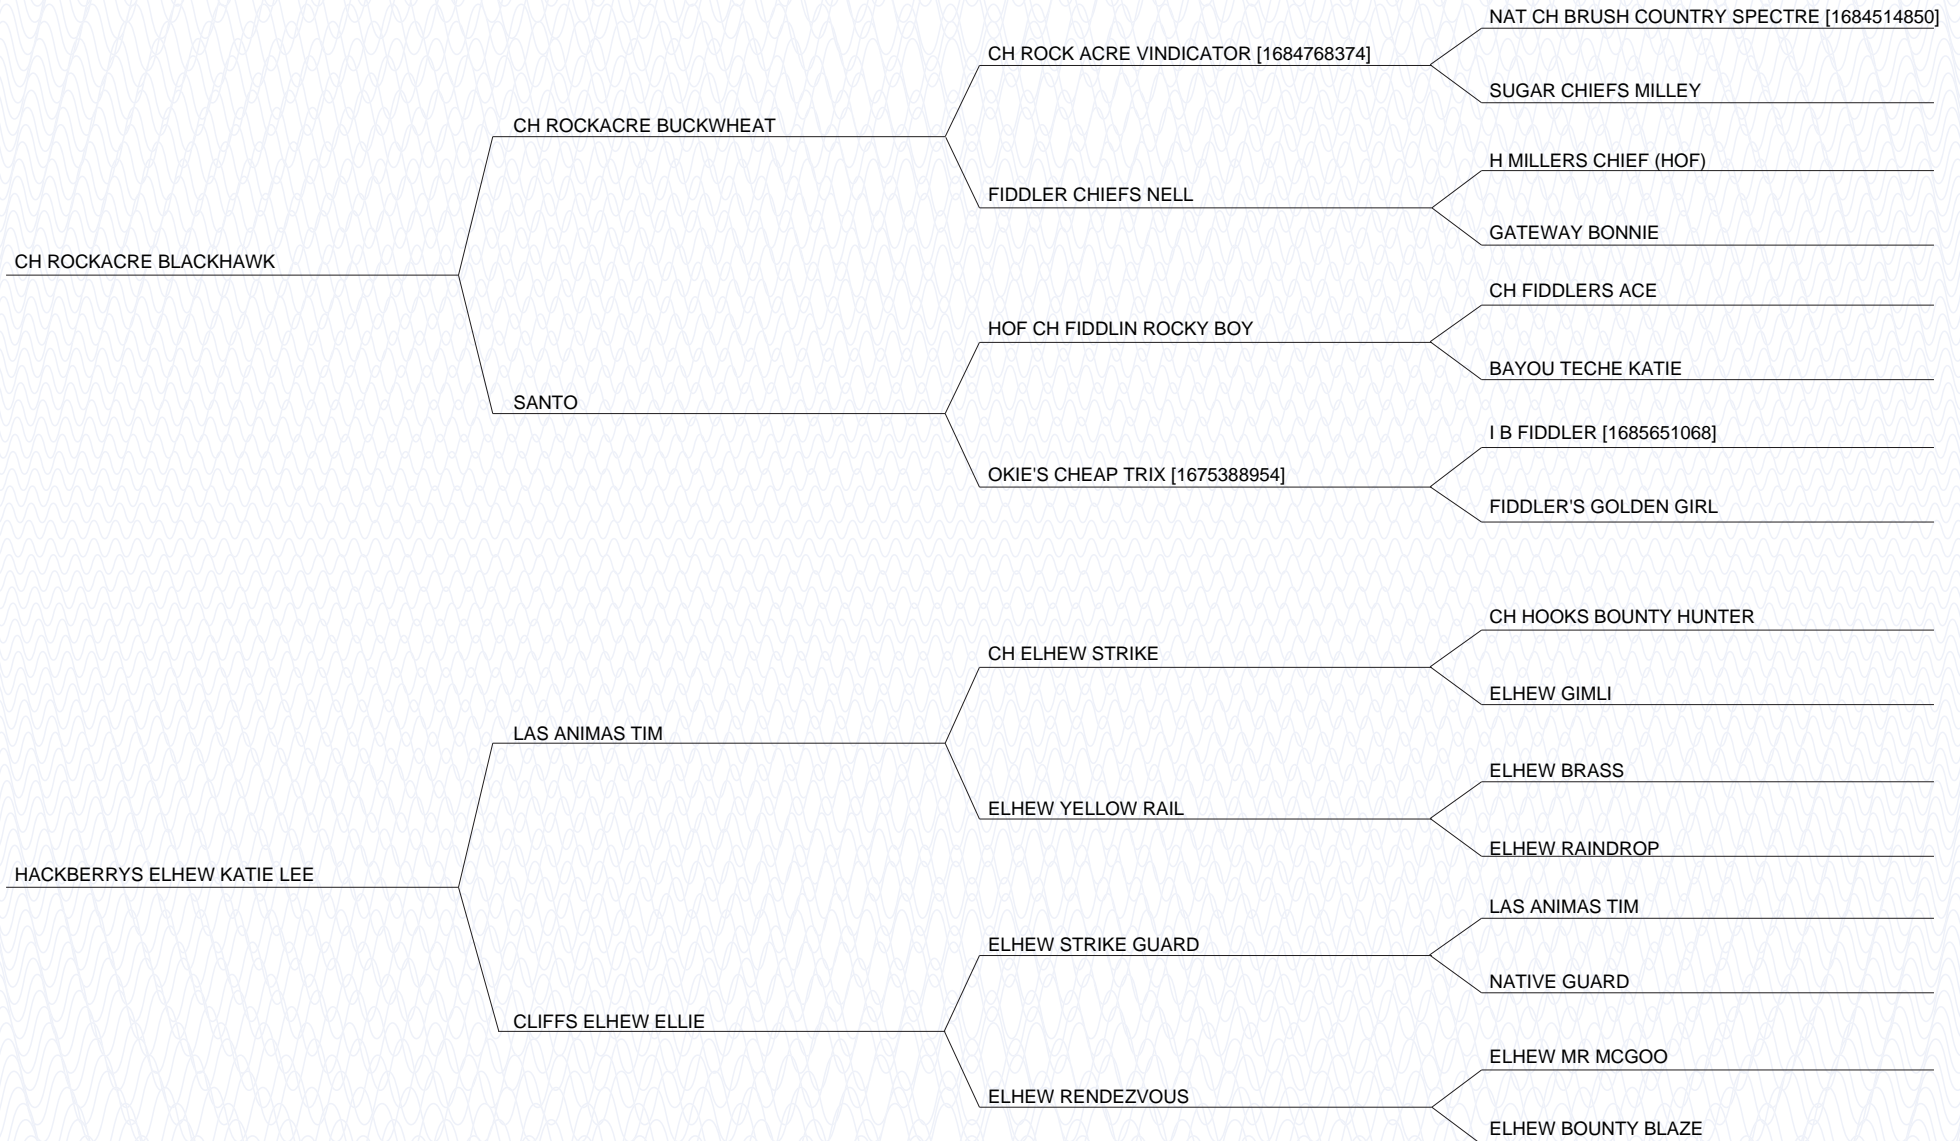 NAT CH BRUSH COUNTRY SPECTRE [1684514850]
CH ROCK ACRE VINDICATOR [1684768374]
SUGAR CHIEFS MILLEY
CH ROCKACRE BUCKWHEAT
H MILLERS CHIEF (HOF)
FIDDLER CHIEFS NELL
GATEWAY BONNIE
CH ROCKACRE BLACKHAWK
CH FIDDLERS ACE
HOF CH FIDDLIN ROCKY BOY
BAYOU TECHE KATIE
SANTO
I B FIDDLER [1685651068]
OKIE'S CHEAP TRIX [1675388954]
FIDDLER'S GOLDEN GIRL
CH HOOKS BOUNTY HUNTER
CH ELHEW STRIKE
ELHEW GIMLI
LAS ANIMAS TIM
ELHEW BRASS
ELHEW YELLOW RAIL
ELHEW RAINDROP
HACKBERRYS ELHEW KATIE LEE
LAS ANIMAS TIM
ELHEW STRIKE GUARD
NATIVE GUARD
CLIFFS ELHEW ELLIE
ELHEW MR MCGOO
ELHEW RENDEZVOUS
ELHEW BOUNTY BLAZE